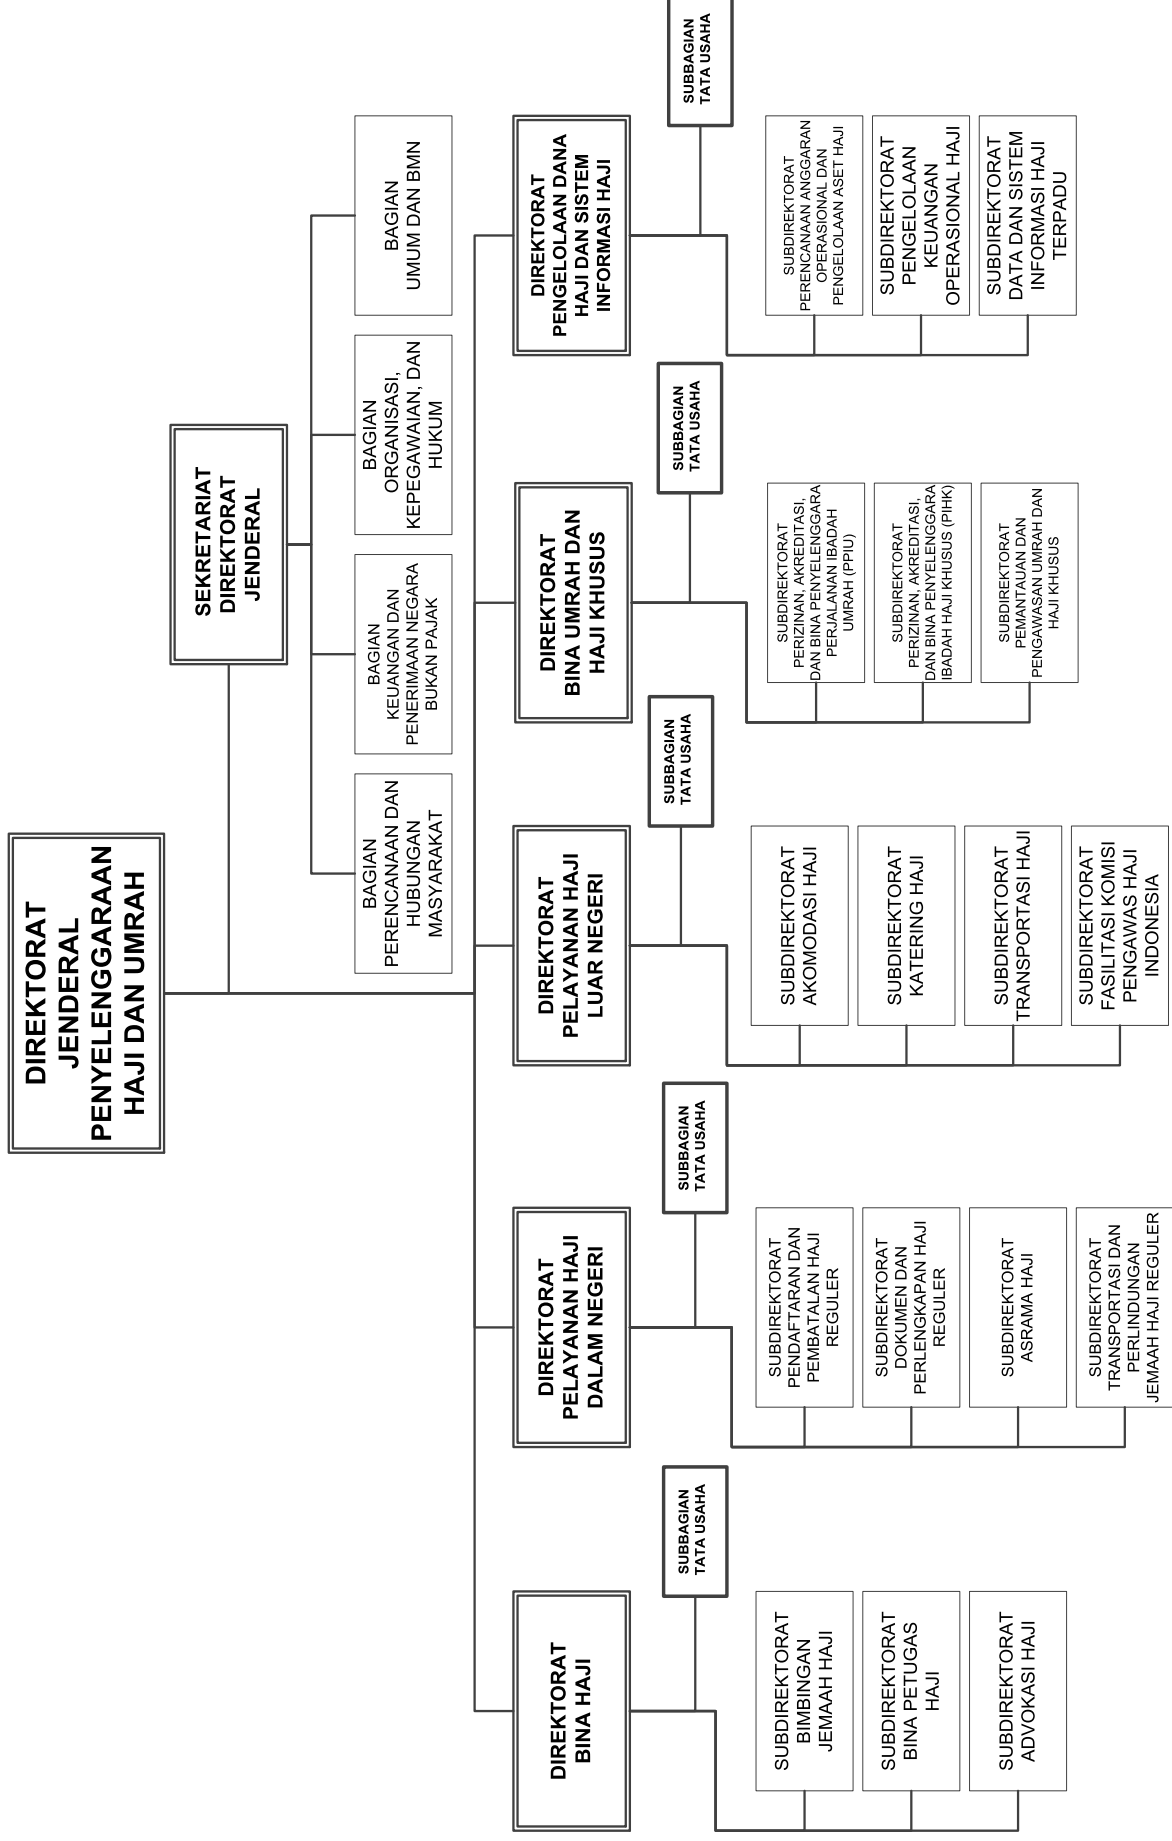 DIREKTORAT
JENDERAL
PENYELENGGARAAN
HAJI DAN UMRAH
SEKRETARIAT
DIREKTORAT
JENDERAL
BAGIAN
PERENCANAAN DAN
HUBUNGAN
MASYARAKAT
BAGIAN
KEUANGAN DAN
PENERIMAAN NEGARA
BUKAN PAJAK
BAGIAN
ORGANISASI,
KEPEGAWAIAN, DAN
HUKUM
BAGIAN
UMUM DAN BMN
DIREKTORAT
BINA HAJI
SUBBAGIAN
TATA USAHA
SUBDIREKTORAT
BIMBINGAN
JEMAAH HAJI
SUBDIREKTORAT
BINA PETUGAS
HAJI
SUBDIREKTORAT
ADVOKASI HAJI
DIREKTORAT
PELAYANAN HAJI
DALAM NEGERI
SUBBAGIAN
TATA USAHA
SUBDIREKTORAT
PENDAFTARAN DAN
PEMBATALAN HAJI
REGULER
SUBDIREKTORAT
DOKUMEN DAN
PERLENGKAPAN HAJI
REGULER
SUBDIREKTORAT
ASRAMA HAJI
SUBDIREKTORAT
TRANSPORTASI DAN
PERLINDUNGAN
JEMAAH HAJI REGULER
DIREKTORAT
PELAYANAN HAJI
LUAR NEGERI
SUBBAGIAN
TATA USAHA
SUBDIREKTORAT
AKOMODASI HAJI
SUBDIREKTORAT
KATERING HAJI
SUBDIREKTORAT
TRANSPORTASI HAJI
SUBDIREKTORAT
FASILITASI KOMISI
PENGAWAS HAJI
INDONESIA
DIREKTORAT
BINA UMRAH DAN
HAJI KHUSUS
SUBBAGIAN
TATA USAHA
SUBDIREKTORAT
PERIZINAN, AKREDITASI,
DAN BINA PENYELENGGARA
PERJALANAN IBADAH
UMRAH (PPIU)
SUBDIREKTORAT
PERIZINAN, AKREDITASI,
DAN BINA PENYELENGGARA
IBADAH HAJI KHUSUS (PIHK)
SUBDIREKTORAT
PEMANTAUAN DAN
PENGAWASAN UMRAH DAN
HAJI KHUSUS
DIREKTORAT
PENGELOLAAN DANA
HAJI DAN SISTEM
INFORMASI HAJI
SUBBAGIAN
TATA USAHA
SUBDIREKTORAT
PERENCANAAN ANGGARAN
OPERASIONAL DAN
PENGELOLAAN ASET HAJI
SUBDIREKTORAT
PENGELOLAAN
KEUANGAN
OPERASIONAL HAJI
SUBDIREKTORAT
DATA DAN SISTEM
INFORMASI HAJI
TERPADU